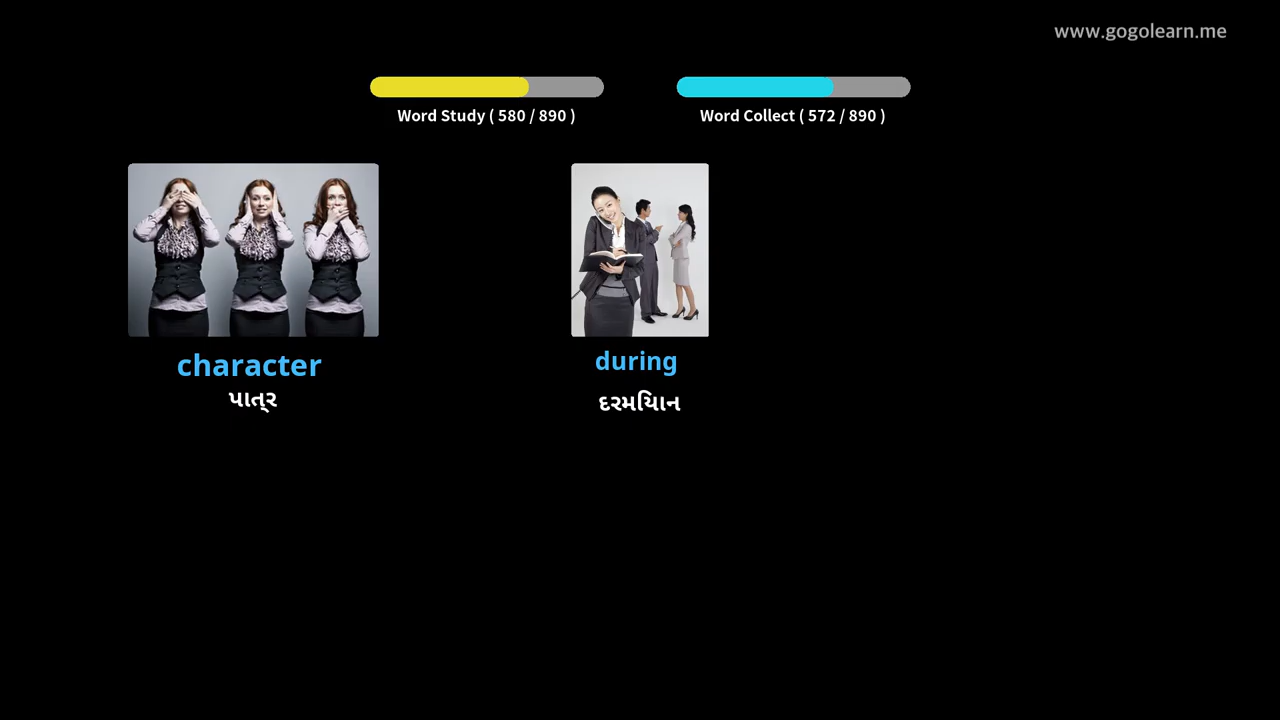 www.gogolearn.me
Word Study ( 580 / 890 )
Word Collect ( 572 / 890 )
character
પાત્ર
during
દરમિયાન